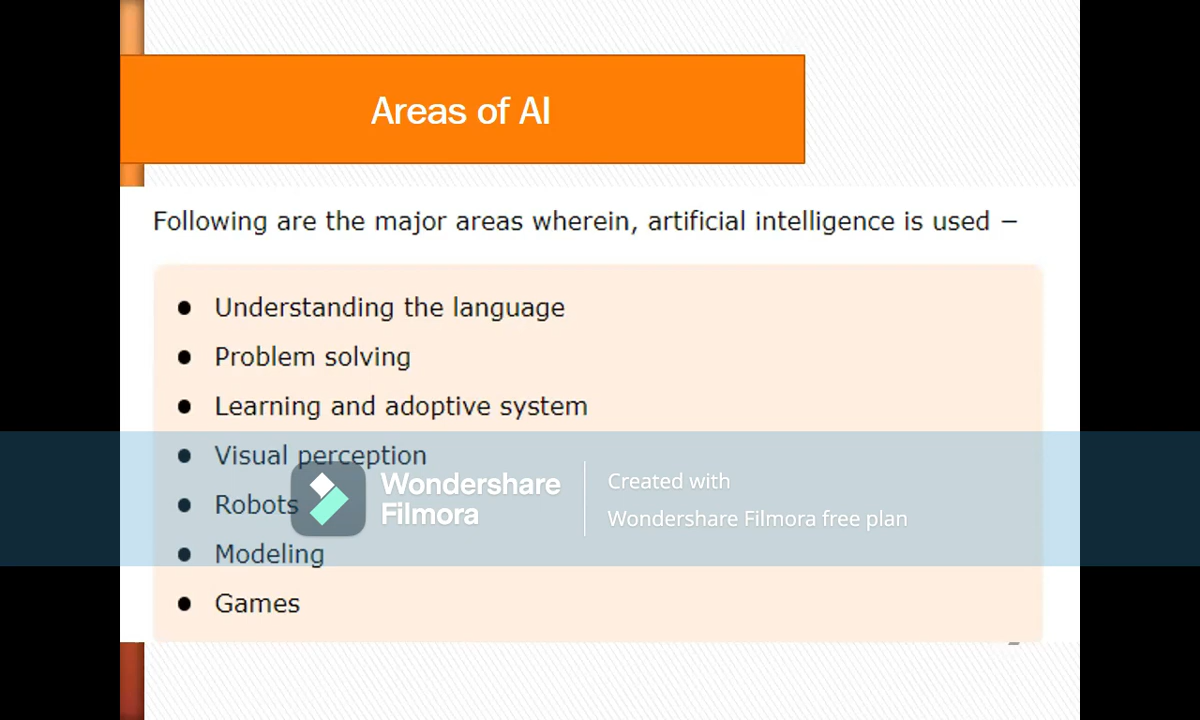 Areas of AI
Following are the major areas wherein, artificial intelligence is used −
● Understanding the language
● Problem solving
● Learning and adoptive system
● Visual perception
● Robots
● Modeling
● Games
Wondershare
Filmora
Created with
Wondershare Filmora free plan